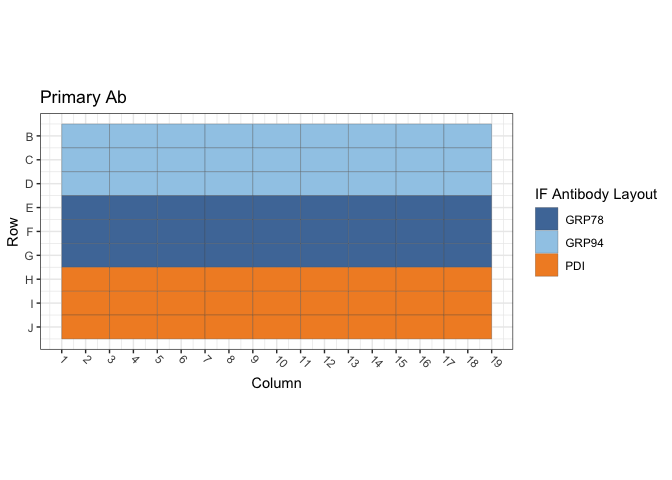 Primary Ab
B
C
D
E
F
G
H
I
J
Row
1 2 3 4 5 6 7 8 9 10 11 12 13 14 15 16 17 18 19
Column
IF Antibody Layout
GRP78
GRP94
PDI